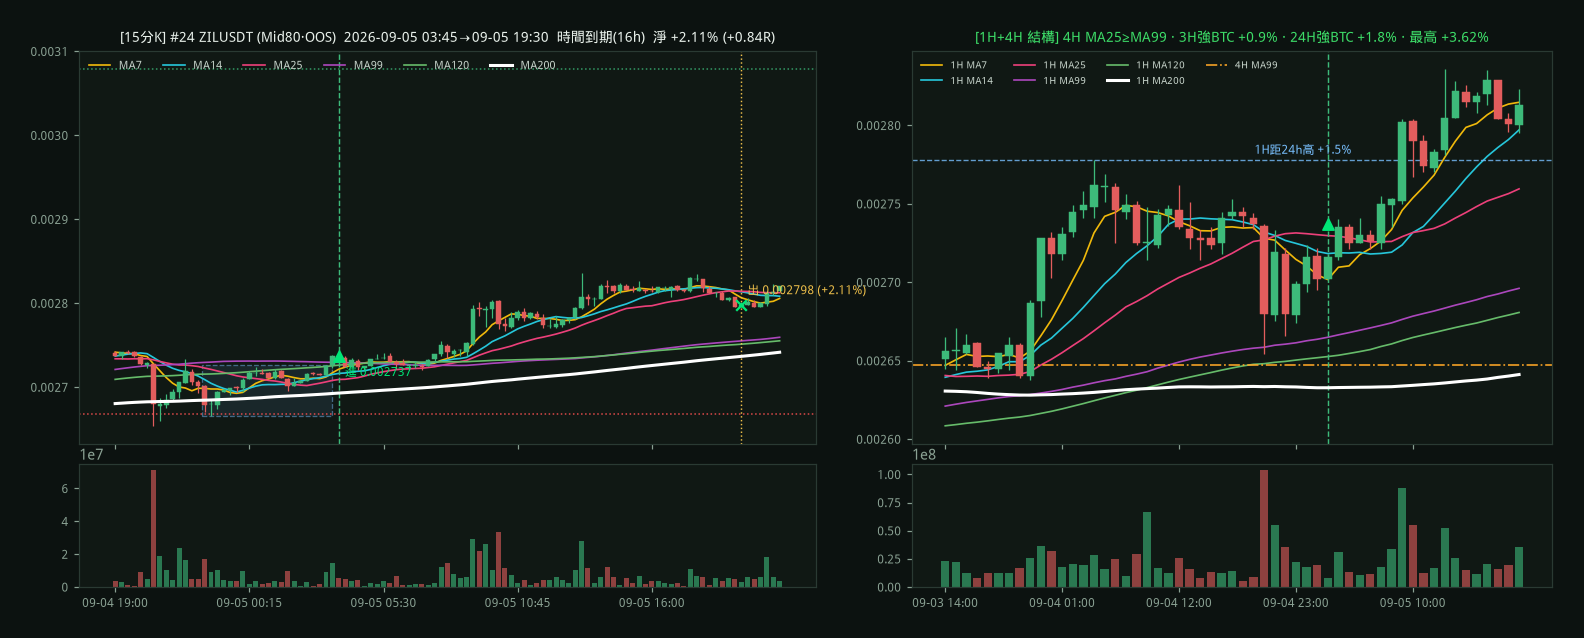 [15分K] #24 ZILUSDT (Mid80·OOS)  2026-09-05 03:45→09-05 19:30  時間到期(16h)  淨 +2.11% (+0.84R)
MA7
MA14
MA25
MA99
MA120
MA200
0.0031
0.0030
0.0029
0.0028
0.0027
出 0.002798 (+2.11%)
進 0.002737
1e7
6
4
2
0
09-04 19:00
09-05 00:15
09-05 05:30
09-05 10:45
09-05 16:00
[1H+4H 結構] 4H MA25≥MA99 · 3H強BTC +0.9% · 24H強BTC +1.8% · 最高 +3.62%
1H MA7
1H MA25
1H MA120
4H MA99
1H MA14
1H MA99
1H MA200
0.00280
0.00275
0.00270
0.00265
0.00260
1H距24h高 +1.5%
1e8
1.00
0.75
0.50
0.25
0.00
09-03 14:00
09-04 01:00
09-04 12:00
09-04 23:00
09-05 10:00